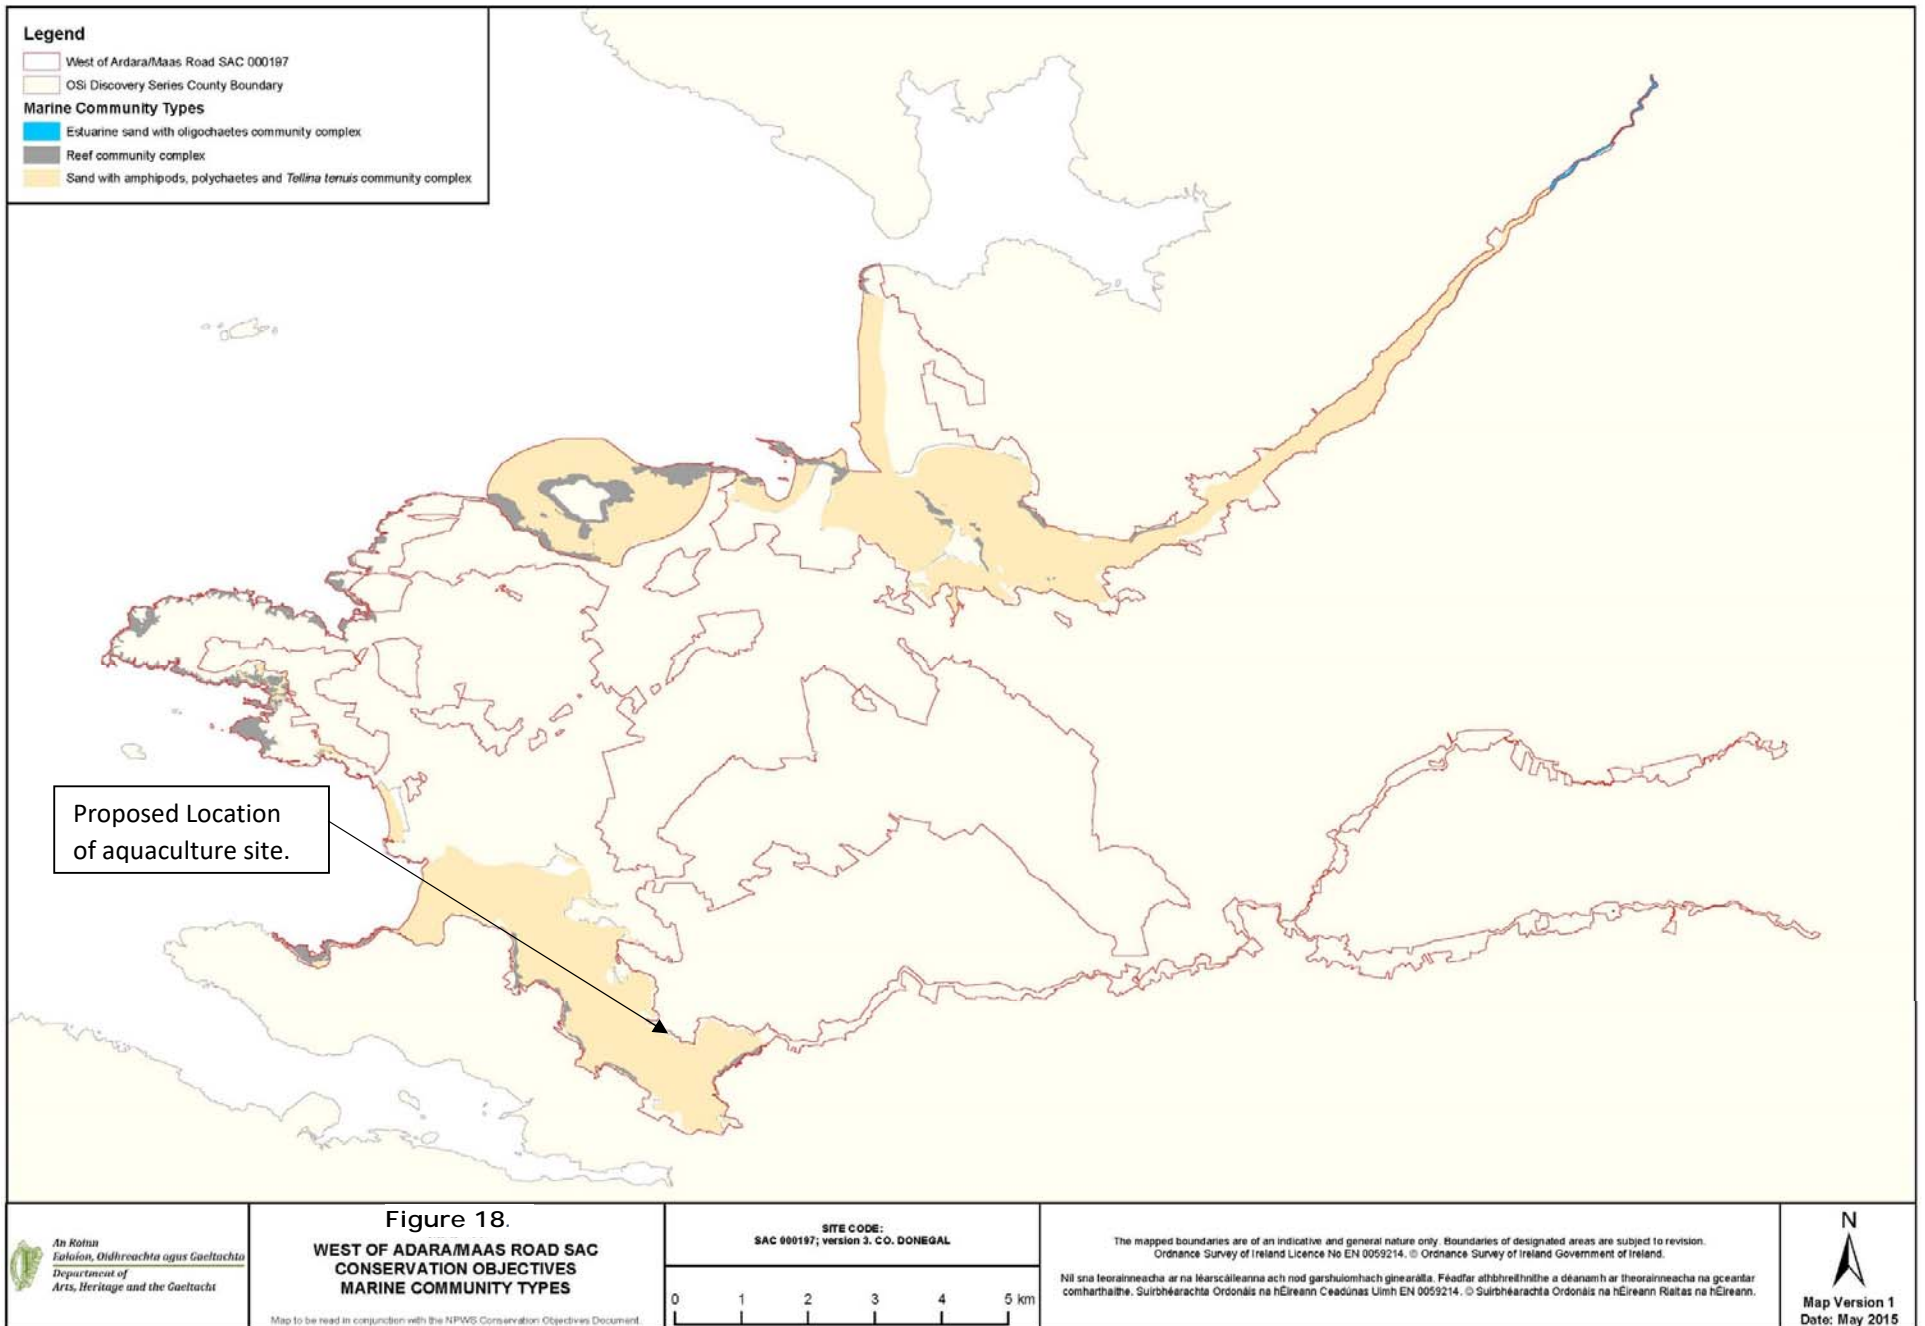 Legend
West of Ardara/Maas Road SAC 000197
OSi Discovery Series County Boundary
Marine Community Types
Estuarine sand with oligochaetes community complex
Reef community complex
Sand with amphipods, polychaetes and Tellina tenuis community complex
Proposed Location
of aquaculture site.
An Roinn
Ealaíon, Oidhreachta agus Gaeltachta
Department of
Arts, Heritage and the Gaeltacht
Figure 18.
WEST OF ADARA/MAAS ROAD SAC
CONSERVATION OBJECTIVES
MARINE COMMUNITY TYPES
Map to be read in conjunction with the NPWS Conservation Objectives Document.
SITE CODE:
SAC 000197; version 3. CO. DONEGAL
0 1 2 3 4 5 km
The mapped boundaries are of an indicative and general nature only. Boundaries of designated areas are subject to revision.
Ordnance Survey of Ireland Licence No EN 0059214. © Ordnance Survey of Ireland Government of Ireland.
Níl sna teorainneacha ar na léarscáileanna ach nod garshuíomhach ginearálta. Féadfar athbhreithnithe a déanamh ar theorainneacha na gceantar
comharthaithe. Suirbhéarachta Ordonáis na hÉireann Ceadúnas Uimh EN 0059214. © Suirbhéarachta Ordonáis na hÉireann Rialtas na hÉireann.
N
Map Version 1
Date: May 2015